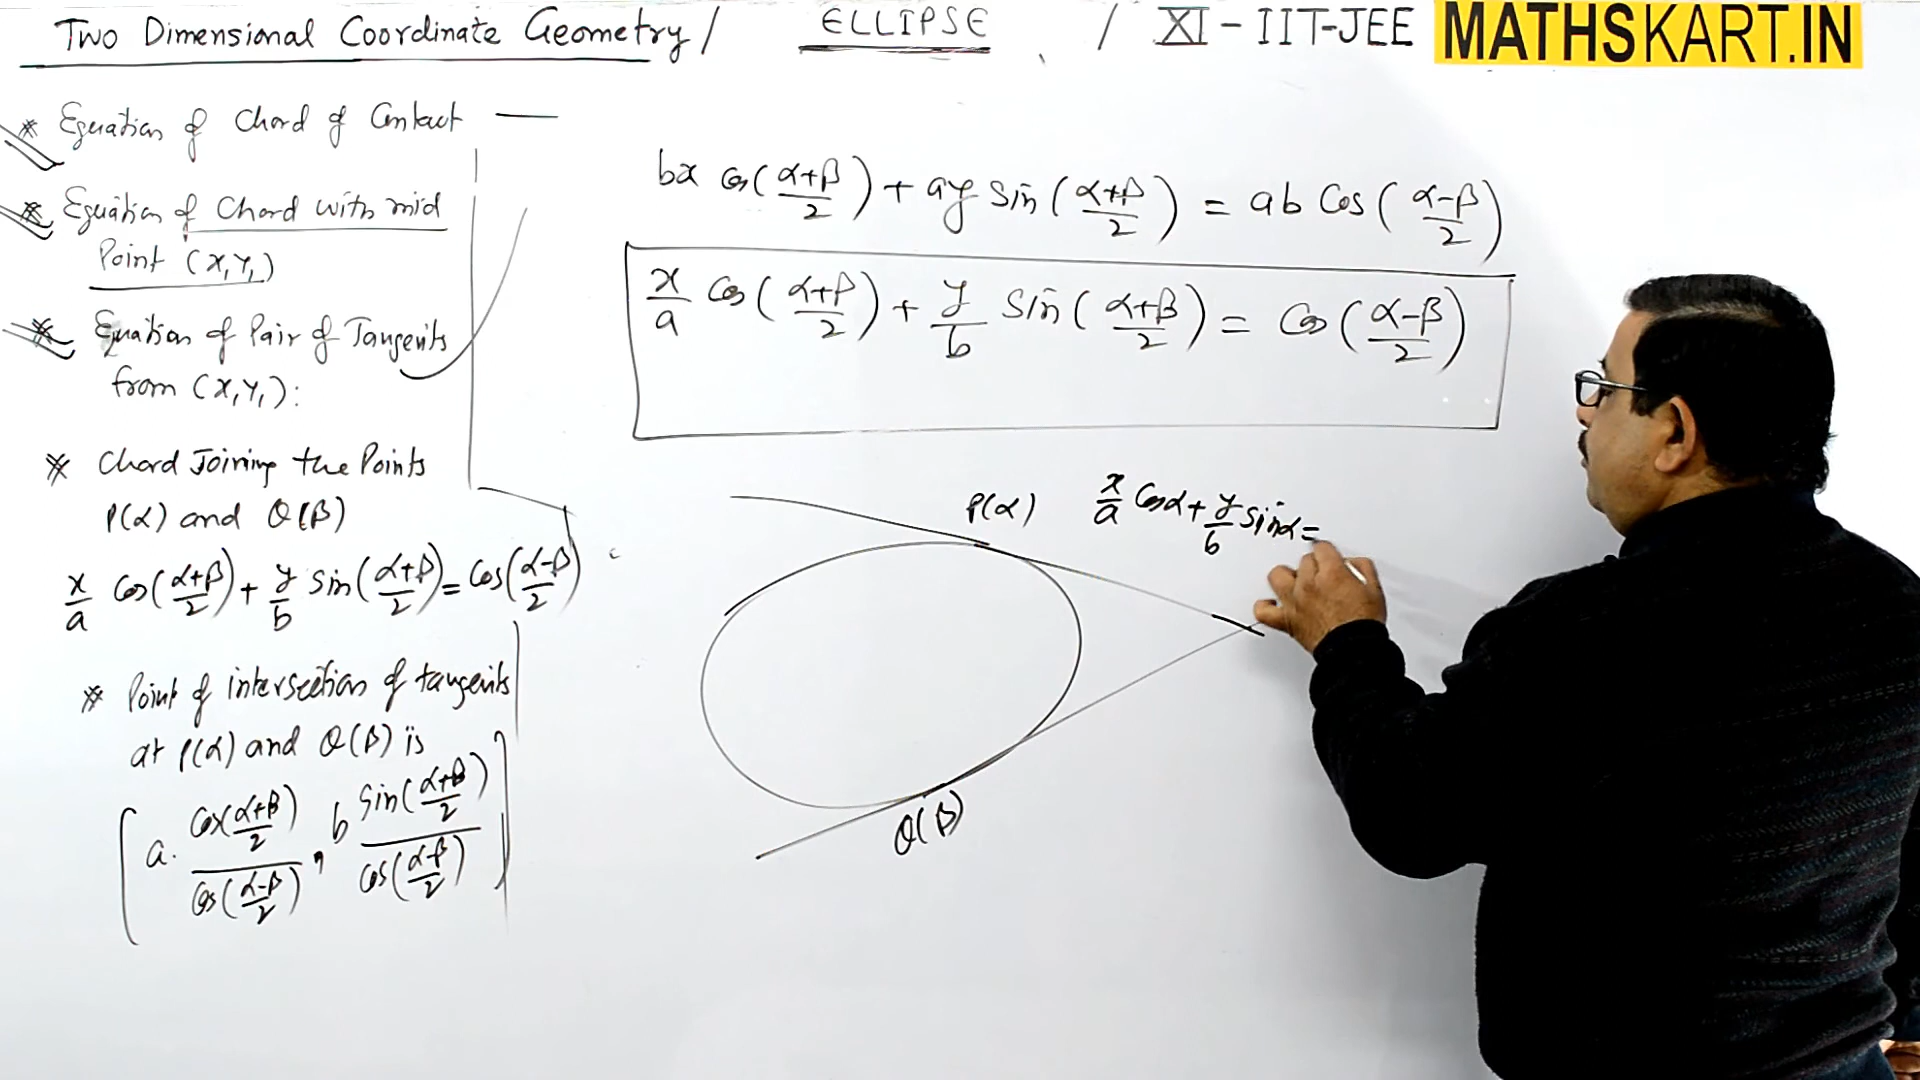 Two Dimensional Coordinate Geometry / ELLIPSE / XI - IIT-JEE MATHSKART.IN
* Equation of Chord of Contact —
* Equation of Chord with mid
Point (x₁y₁)
* Equation of Pair of Tangents
from (x₁y₁):
* Chord Joining the Points
P(α) and Q(β)
x/a cos(α+β/2) + y/b sin(α+β/2) = cos(α-β/2)
* Point of intersection of tangents
at P(α) and Q(β) is
(a. cos(α+β/2)/cos(α-β/2), b sin(α+β/2)/cos(α-β/2))
bx cos(α+β/2) + ay sin(α+β/2) = ab cos(α-β/2)
x/a cos(α+β/2) + y/b sin(α+β/2) = cos(α-β/2)
P(α) x/a cosα + y/b sinα =
Q(β)